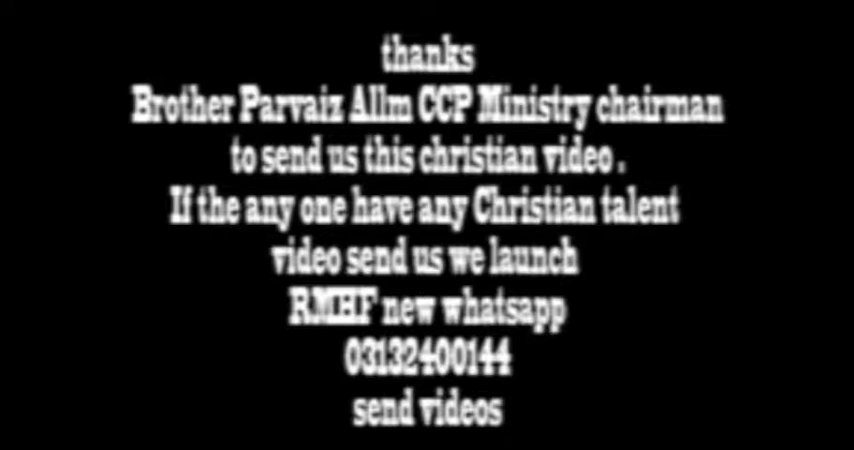 thanks
Brother Parvaiz Allm CCP Ministry chairman
to send us this christian video .
If the any one have any Christian talent
video send us we launch
RMHF new whatsapp
03132400144
send videos